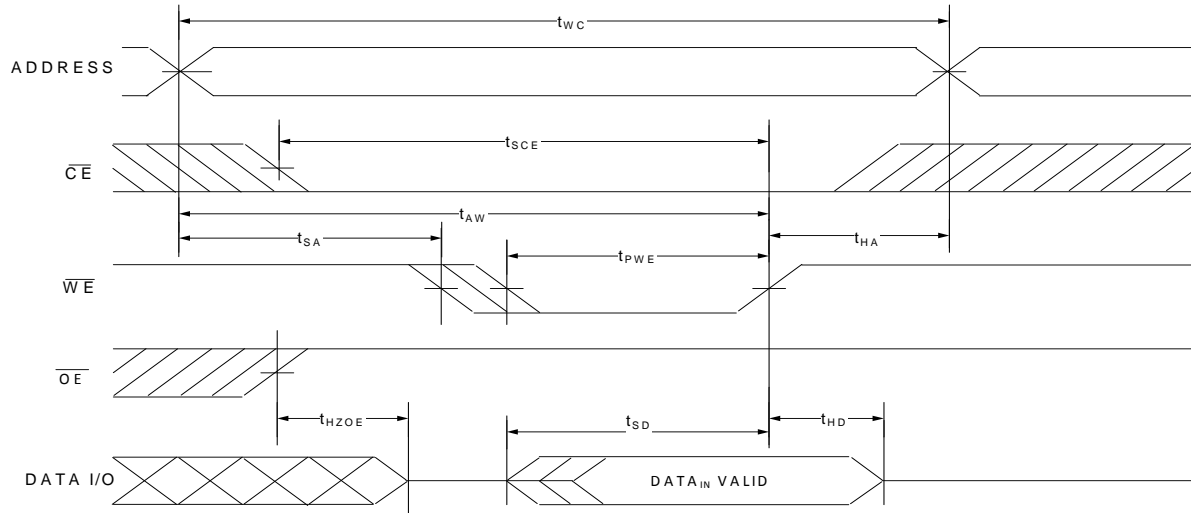 tWC
ADDRESS
tSCE
CE
tAW
tSA
tHA
tPWE
WE
OE
tHZOE
tSD
tHD
DATA I/O
DATAIN VALID